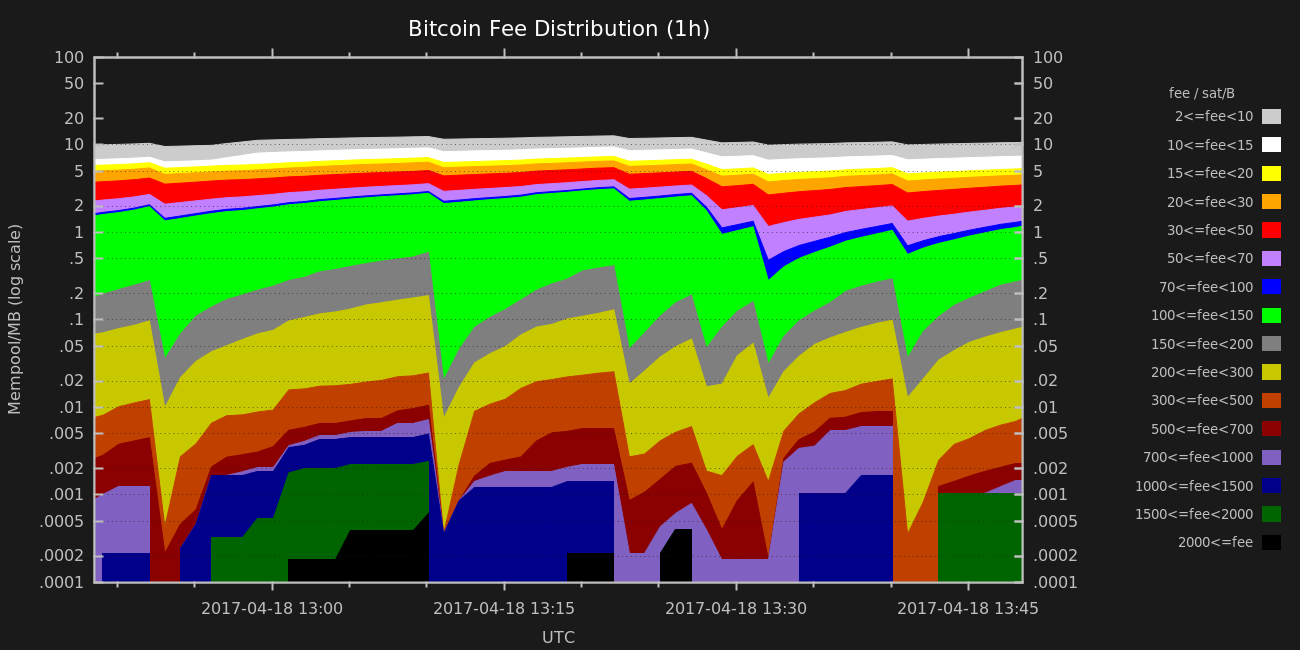 Bitcoin Fee Distribution (1h)
100 100
50 50
20 20
10 10
5 5
2 2
1 1
.5 .5
.2 .2
.1 .1
.05 .05
.02 .02
.01 .01
.005 .005
.002 .002
.001 .001
.0005 .0005
.0002 .0002
.0001 .0001
Mempool/MB (log scale)
2017-04-18 13:00 2017-04-18 13:15 2017-04-18 13:30 2017-04-18 13:45
UTC
fee / sat/B
2<=fee<10
10<=fee<15
15<=fee<20
20<=fee<30
30<=fee<50
50<=fee<70
70<=fee<100
100<=fee<150
150<=fee<200
200<=fee<300
300<=fee<500
500<=fee<700
700<=fee<1000
1000<=fee<1500
1500<=fee<2000
2000<=fee